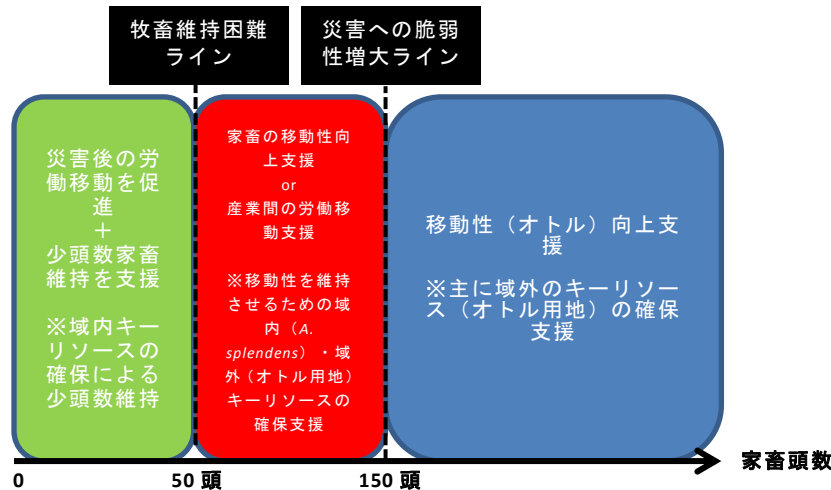 牧畜維持困難
ライン
災害への脆弱
性増大ライン
災害後の労
働移動を促
進
＋
少頭数家畜
維持を支援
※域内キー
リソースの
確保による
少頭数維持
家畜の移動性向
上支援
or
産業間の労働移
動支援
※移動性を維持
させるための域
内（A.
splendens）・域
外（オトル用地）
キーリソースの
確保支援
移動性（オトル）向上支
援
※主に域外のキーリソー
ス（オトル用地）の確保
支援
0
50 頭
150 頭
家畜頭数